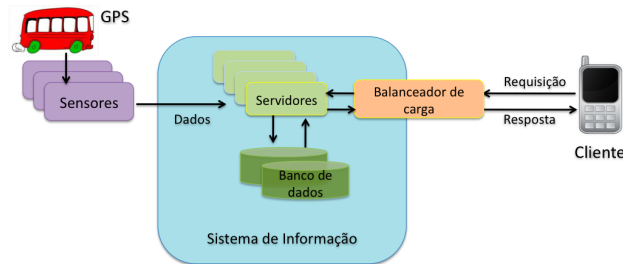 GPS
Sensores
Dados
Servidores
Balanceador de
carga
Requisição
Resposta
Cliente
Banco de
dados
Sistema de Informação